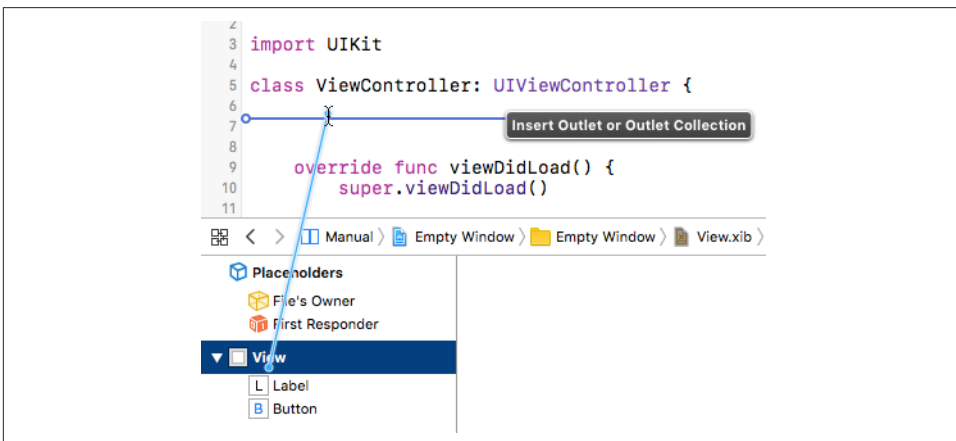 2
3 import UIKit
4
5 class ViewController: UIViewController {
6
7
Insert Outlet or Outlet Collection
8
9 override func viewDidLoad() {
10 super.viewDidLoad()
11
Manual 〉 Empty Window 〉 Empty Window 〉 View.xib 〉
Placeholders
File's Owner
First Responder
View
L Label
B Button